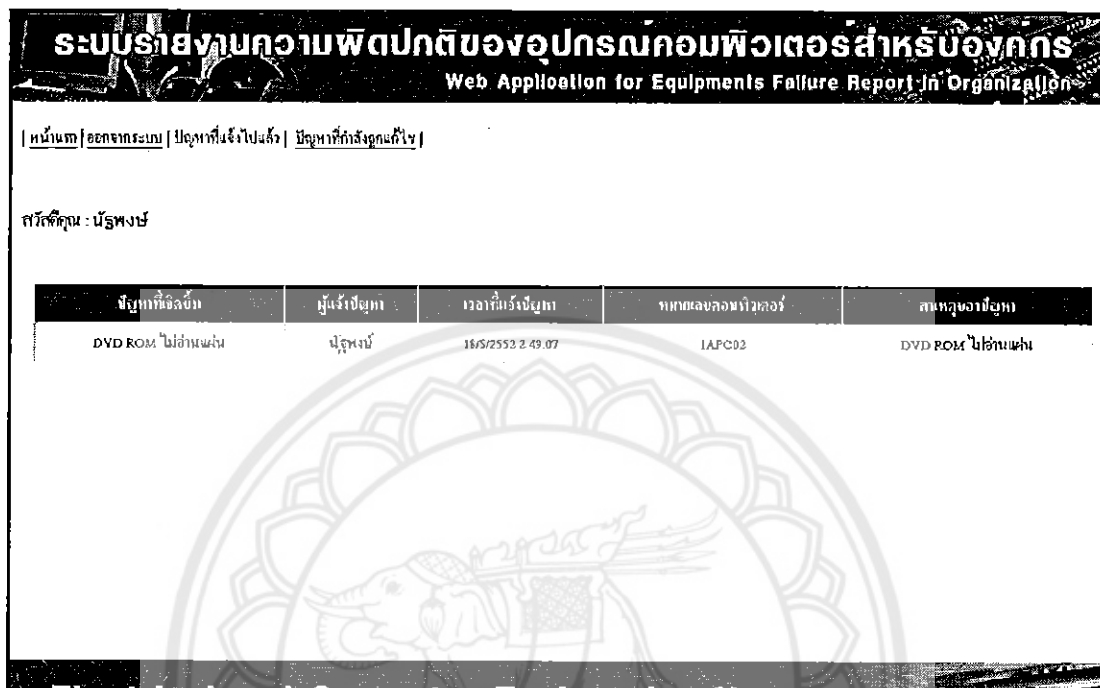 ระบบรายงานความผิดปกติของอุปกรณ์คอมพิวเตอร์สำหรับองค์กร
Web Application for Equipments Failure Report in Organization
| หน้าแรก | ออกจากระบบ | ปัญหาที่แจ้งไปแล้ว | ปัญหาที่กำลังถูกแก้ไข |
สวัสดีคุณ : นัฐพงษ์
ปัญหาที่เกิดขึ้น ผู้แจ้งปัญหา เวลาที่แจ้งปัญหา หมายเลขคอมพิวเตอร์ สาเหตุของปัญหา
DVD ROM ไม่อ่านแผ่น นัฐพงษ์ 18/5/2552 2:49:07 IAPC02 DVD ROM ไม่อ่านแผ่น